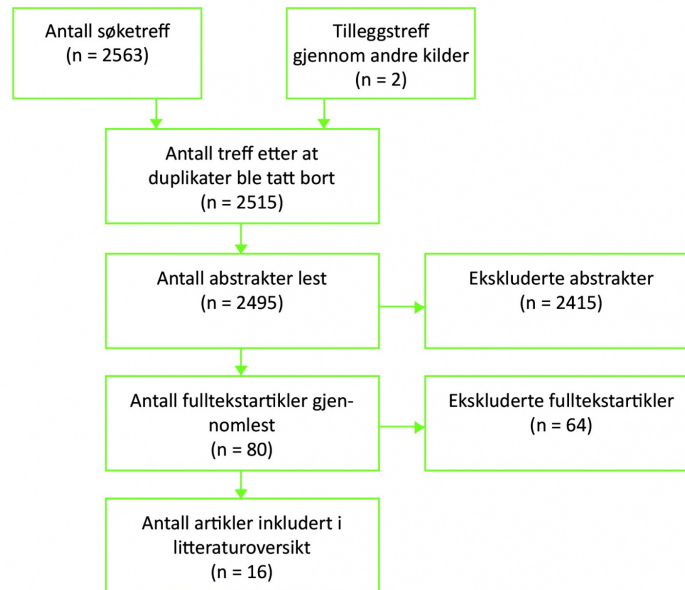 Antall søketreff
(n = 2563)
Tilleggstreff
gjennom andre kilder
(n = 2)
Antall treff etter at
duplikater ble tatt bort
(n = 2515)
Antall abstrakter lest
(n = 2495)
Ekskluderte abstrakter
(n = 2415)
Antall fulltekstartikler gjen-
nomlest
(n = 80)
Ekskluderte fulltekstartikler
(n = 64)
Antall artikler inkludert i
litteraturoversikt
(n = 16)